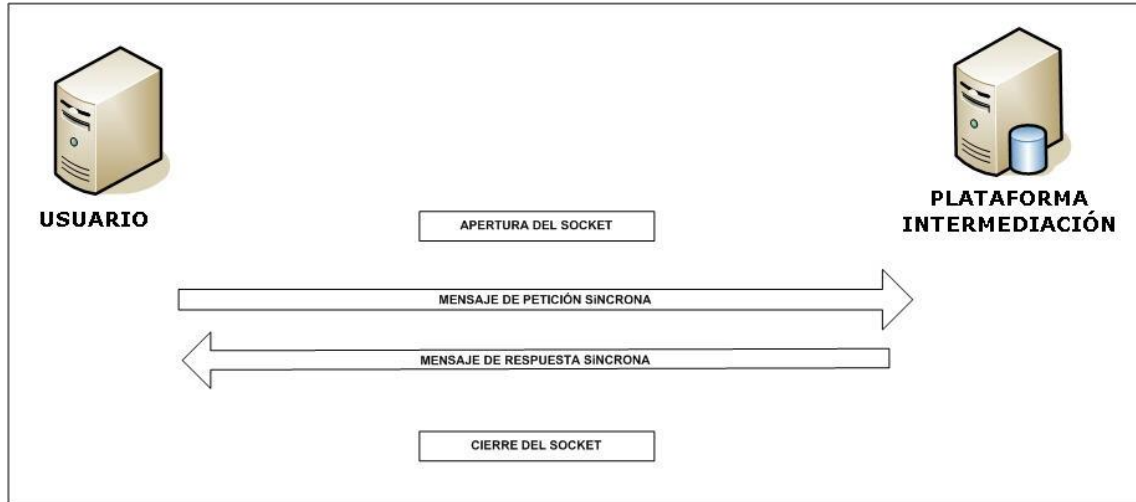 USUARIO
PLATAFORMA
INTERMEDIACIÓN
APERTURA DEL SOCKET
MENSAJE DE PETICIÓN SíNCRONA
MENSAJE DE RESPUESTA SíNCRONA
CIERRE DEL SOCKET